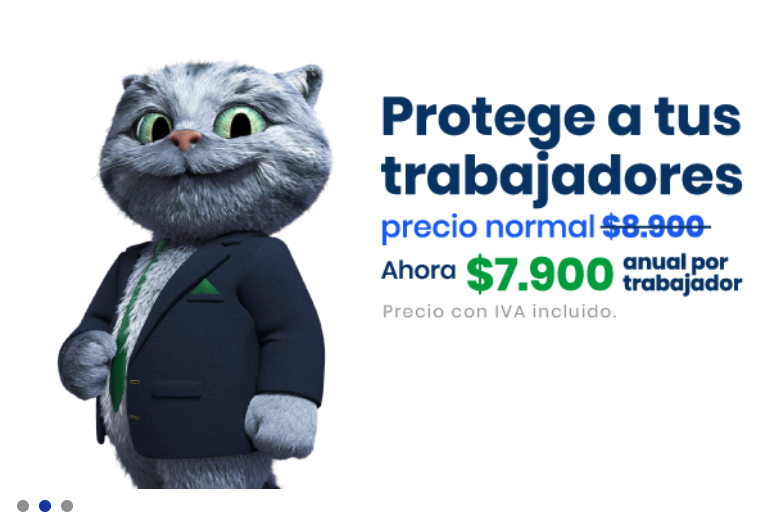 Protege a tus
trabajadores
precio normal $8.900
Ahora $7.900 anual por
trabajador
Precio con IVA incluido.